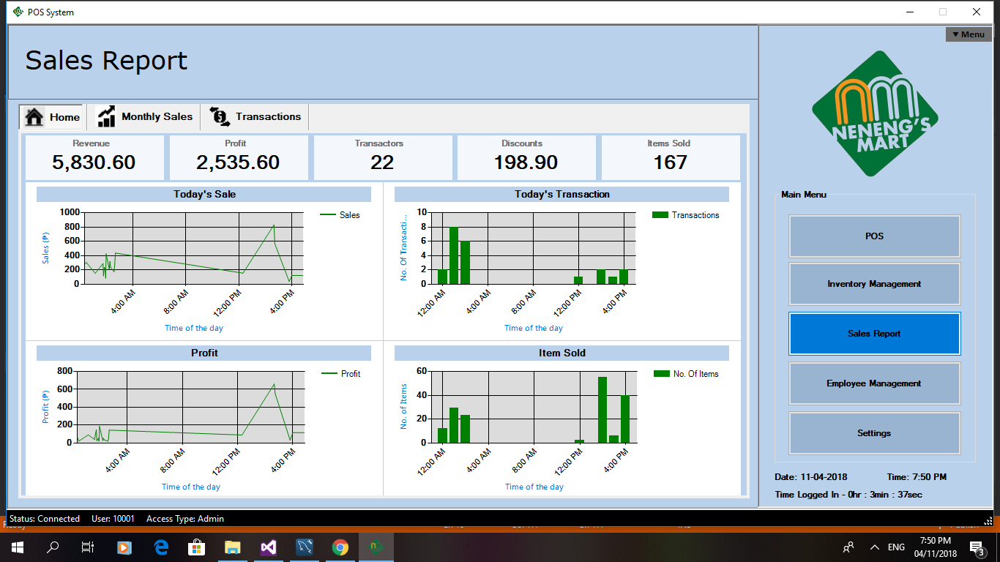 POS System
▼ Menu
Sales Report
NENENG'S
MART
Home
Monthly Sales
Transactions
Revenue
5,830.60
Profit
2,535.60
Transactors
22
Discounts
198.90
Items Sold
167
Today's Sale
1000
800
600
400
200
0
Sales (₱)
4:00 AM
8:00 AM
12:00 PM
4:00 PM
Time of the day
Sales
Today's Transaction
10
8
6
4
2
0
No. Of Transacti...
12:00 AM
4:00 AM
8:00 AM
12:00 PM
4:00 PM
Time of the day
Transactions
Profit
800
600
400
200
0
Profit (₱)
4:00 AM
8:00 AM
12:00 PM
4:00 PM
Time of the day
Profit
Item Sold
60
40
20
0
No. of Items
12:00 AM
4:00 AM
8:00 AM
12:00 PM
4:00 PM
Time of the day
No. Of Items
Main Menu
POS
Inventory Management
Sales Report
Employee Management
Settings
Date: 11-04-2018 Time: 7:50 PM
Time Logged In - 0hr : 3min : 37sec
Status: Connected User: 10001 Access Type: Admin
ENG
7:50 PM
04/11/2018
3